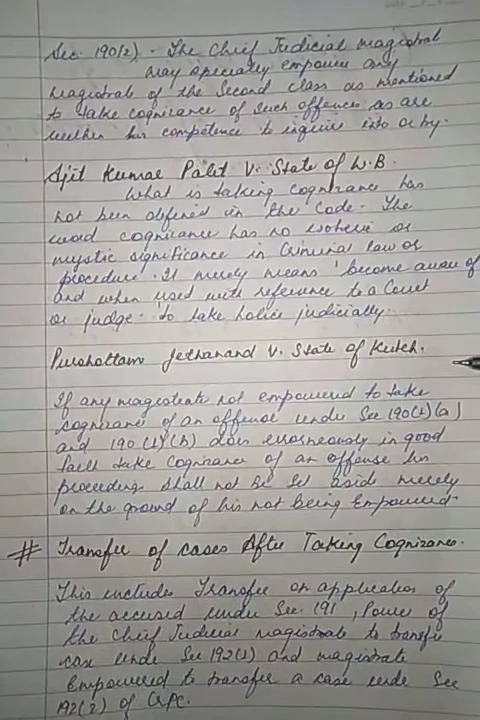 Sec. 190(2) - The Chief Judicial magistrat
may specially empower any
magistrate of the second class as mentioned
to take cognizance of such offences as are
within his competence to inquire into or try.
Ajit Kumar Palit V. State of W.B.
What is taking cognizance has
not been defined in the Code. The
word cognizance has no esoteric or
mystic significance in Criminal law or
procedure. It merely means 'become aware of
and when used with reference to a Court
or judge. to take notice judicially.
Purshottam Jethanand V. State of Kutch.
If any magistrate not empowered to take
cognizance of an offense under Sec 190(1)(a)
and 190(1)(b) does erroneously in good
faith take Cognizance of an offense his
proceeding shall not be set aside merely
on the ground of his not being Empowered.
# Transfer of cases After Taking Cognizance.
This includes Transfer on application of
the accused under Sec. 191, Power of
the Chief Judicial magistrate to transfer
case under Sec 192(1) and magistrate
Empowered to transfer a case under Sec
192(2) of CrPC.